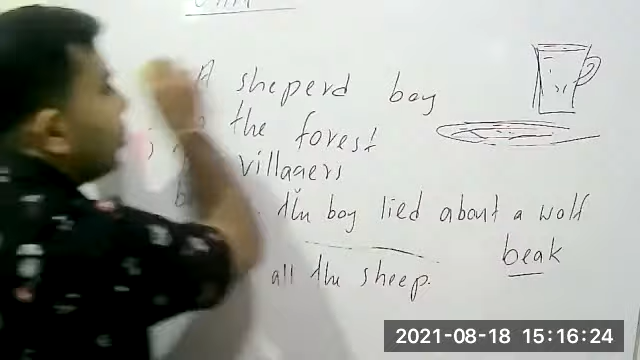 A sheperd boy
the forest
villagers
the boy lied about a wolf
beak
all the sheep.
2021-08-18 15:16:24